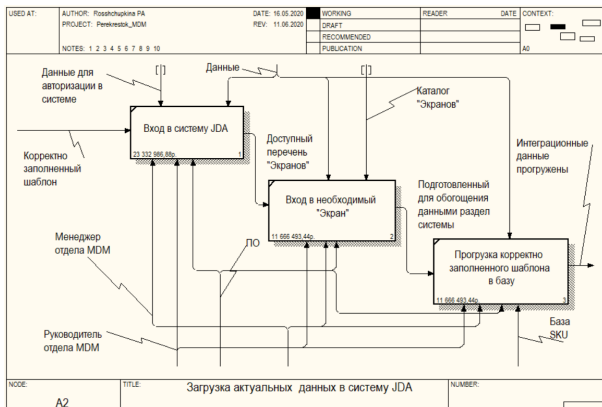 USED AT:
AUTHOR: Rosshchupkina PA
DATE: 16.05.2020
WORKING
READER
DATE
CONTEXT:
PROJECT: Perekrestok_MDM
REV: 11.06.2020
DRAFT
RECOMMENDED
NOTES: 1 2 3 4 5 6 7 8 9 10
PUBLICATION
A0
Данные для
авторизации в
системе
Данные
Каталог
"Экранов"
Вход в систему JDA
23 332 986,88р.
1
Корректно
заполненный
шаблон
Доступный
перечень
"Экранов"
Интеграционные
данные
прогружены
Вход в необходимый
"Экран"
11 666 493,44р.
2
Подготовленный
для обогощения
данными раздел
системы
Менеджер
отдела MDM
ПО
Прогрузка корректно
заполненного шаблона
в базу
11 666 493,44р.
3
Руководитель
отдела MDM
База
SKU
NODE:
TITLE:
NUMBER:
Загрузка актуальных данных в систему JDA
A2